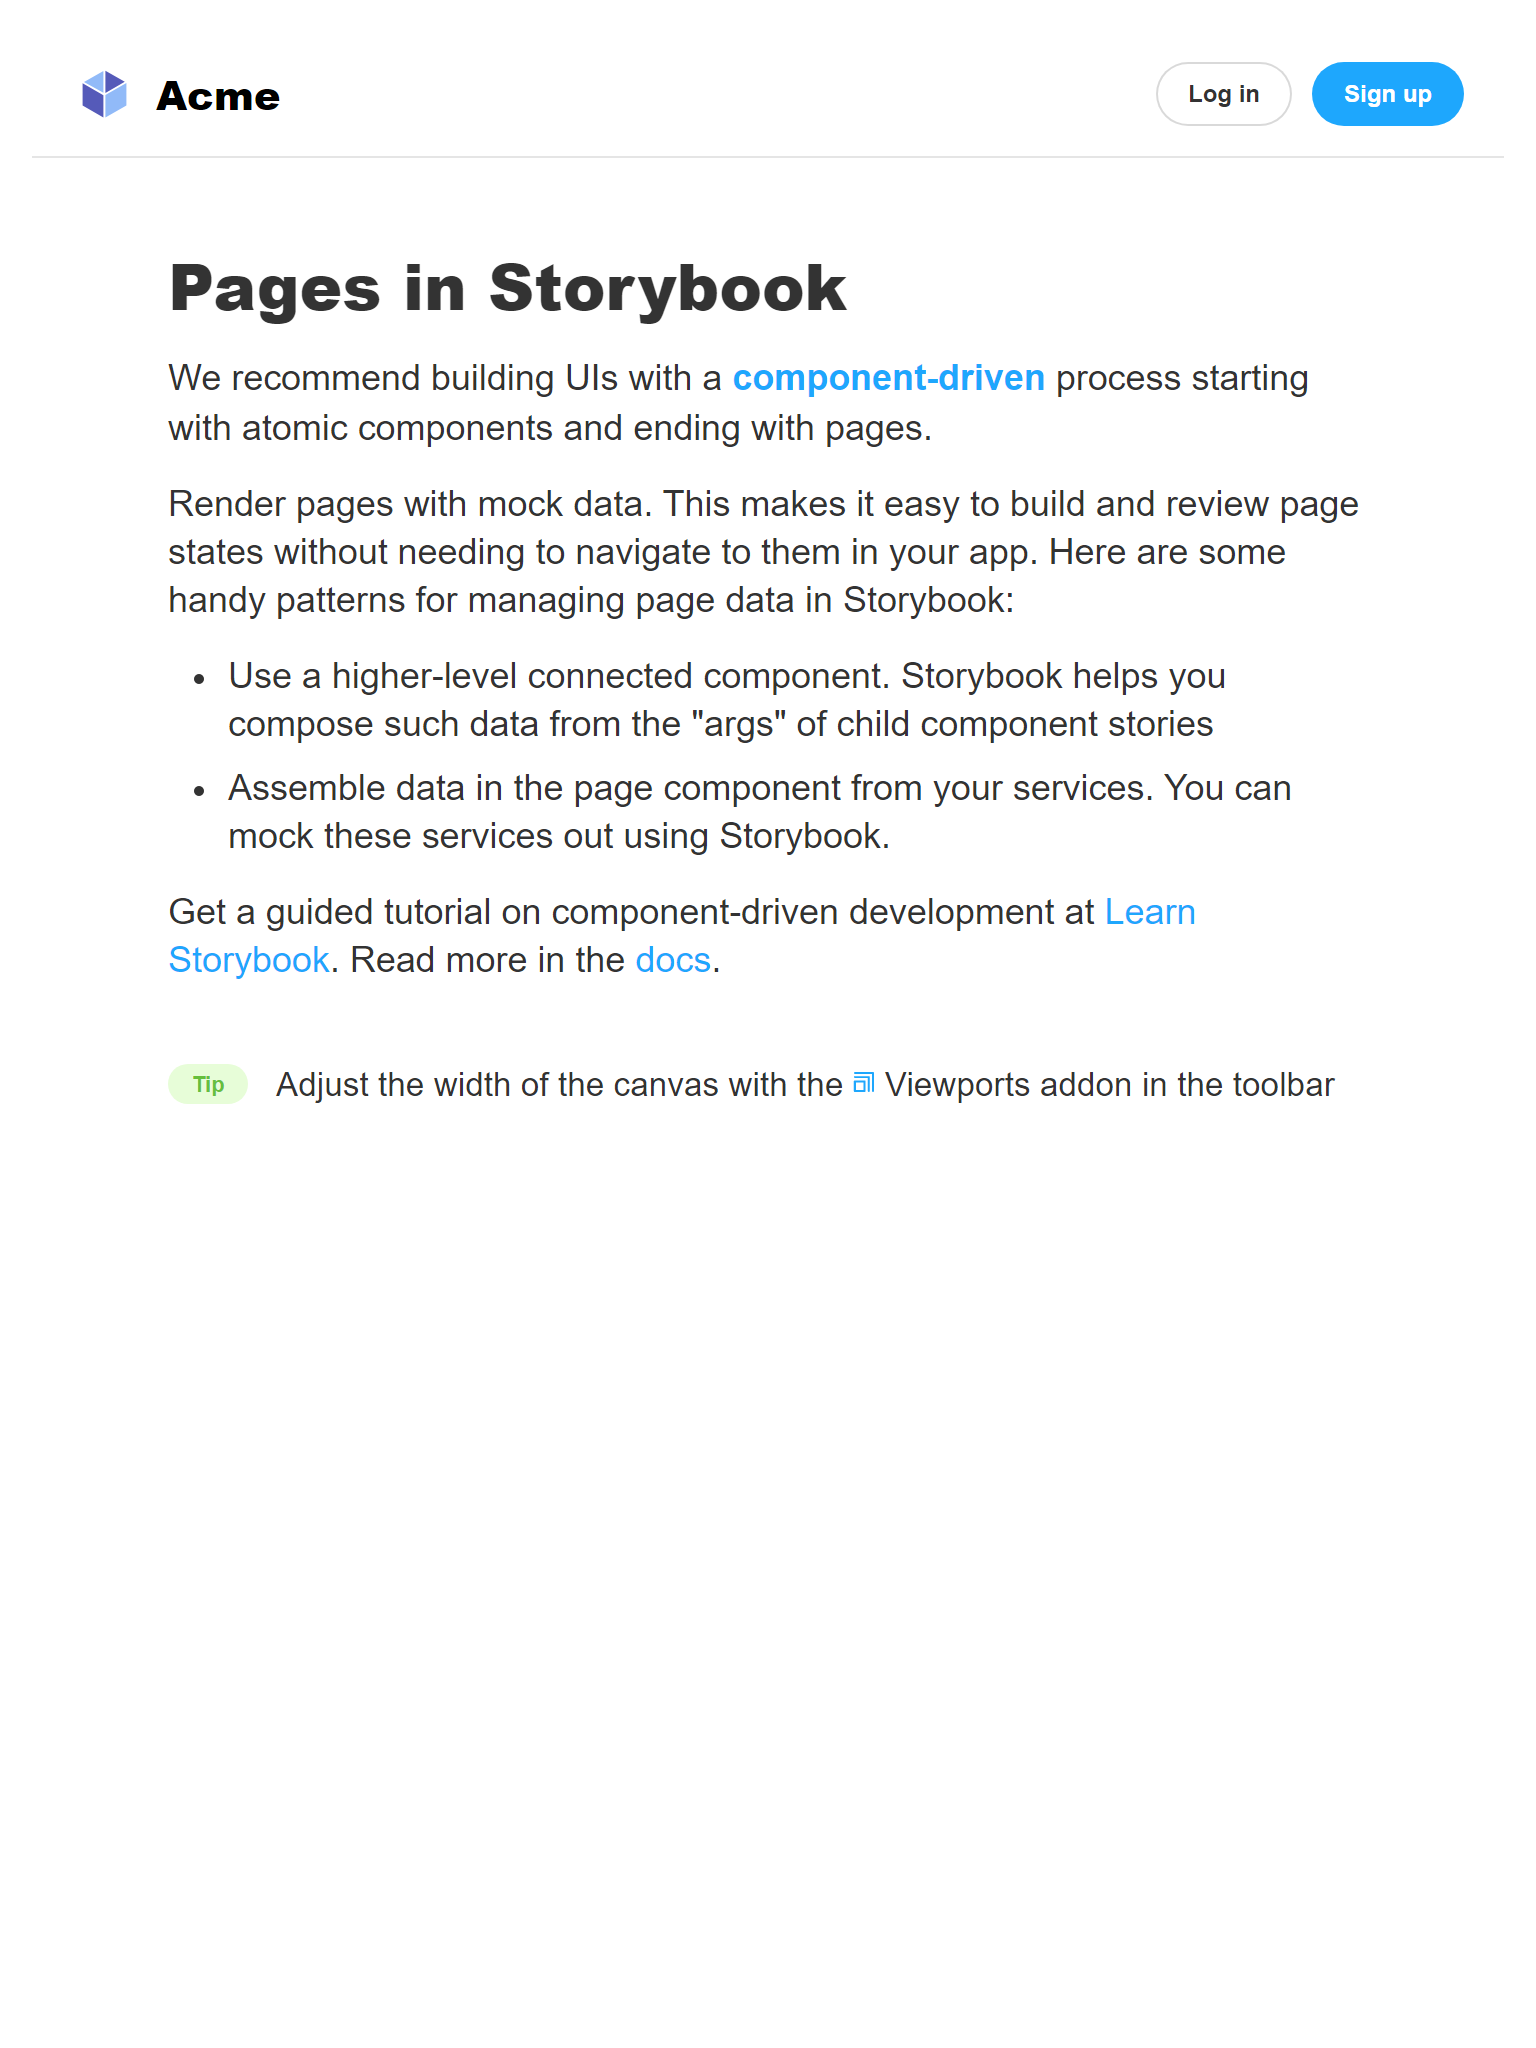 Acme
Log in
Sign up
Pages in Storybook
We recommend building UIs with a component-driven process starting
with atomic components and ending with pages.
Render pages with mock data. This makes it easy to build and review page
states without needing to navigate to them in your app. Here are some
handy patterns for managing page data in Storybook:
• Use a higher-level connected component. Storybook helps you
compose such data from the "args" of child component stories
• Assemble data in the page component from your services. You can
mock these services out using Storybook.
Get a guided tutorial on component-driven development at Learn
Storybook. Read more in the docs.
Tip Adjust the width of the canvas with the Viewports addon in the toolbar